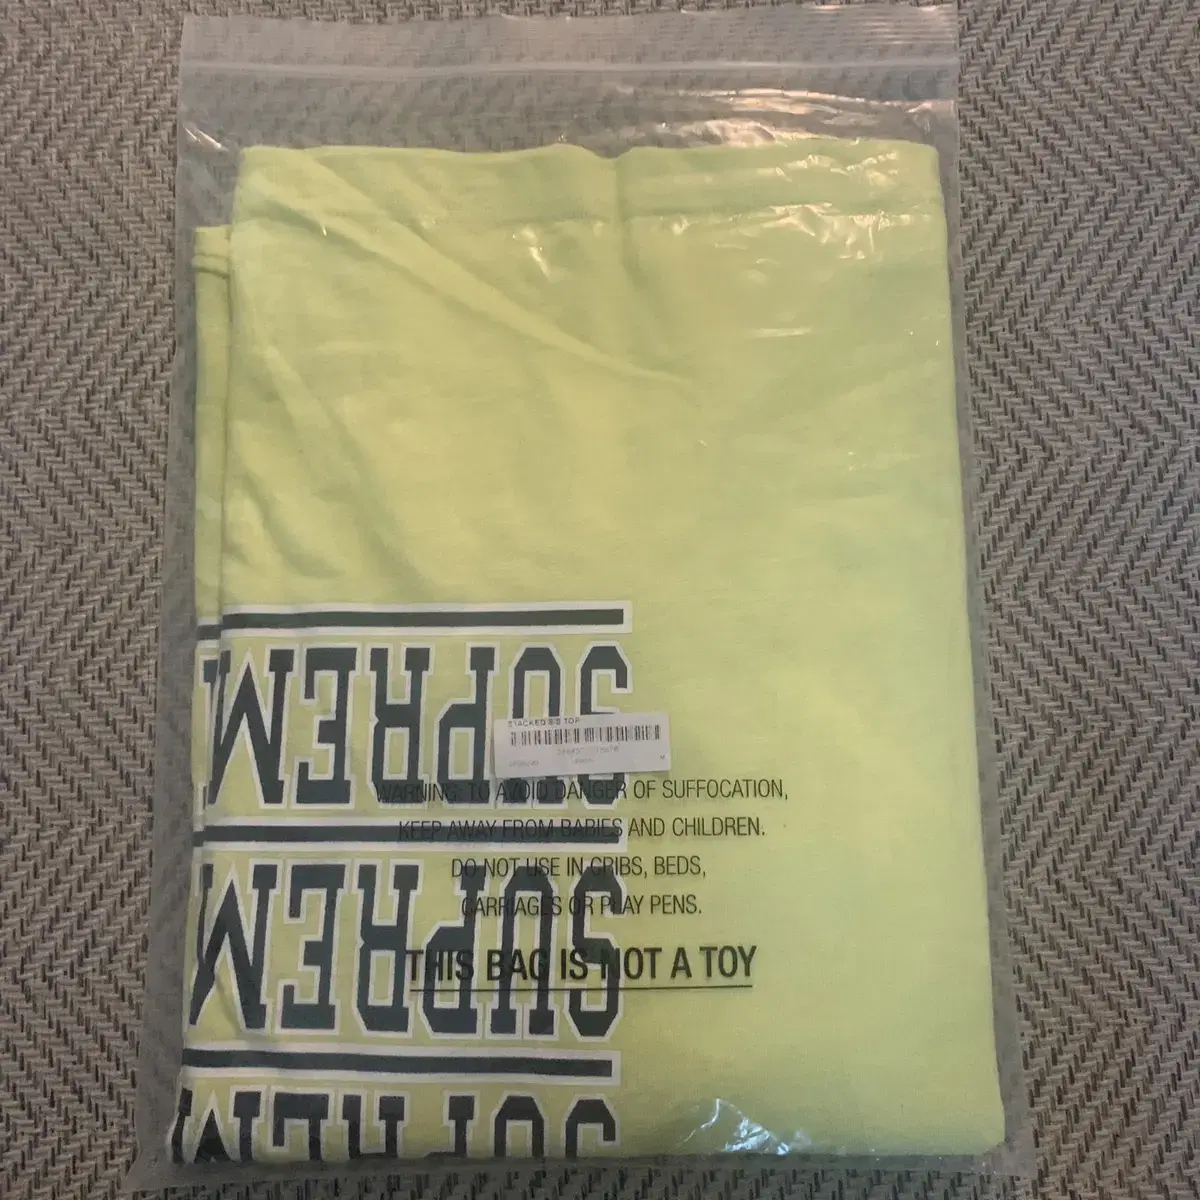 SUPREM
STACKED S/S TOP
WARNING: TO AVOID DANGER OF SUFFOCATION,
KEEP AWAY FROM BABIES AND CHILDREN.
DO NOT USE IN CRIBS, BEDS,
CARRIAGES OR PLAY PENS.
SUPREM
THIS BAG IS NOT A TOY
SUPREM